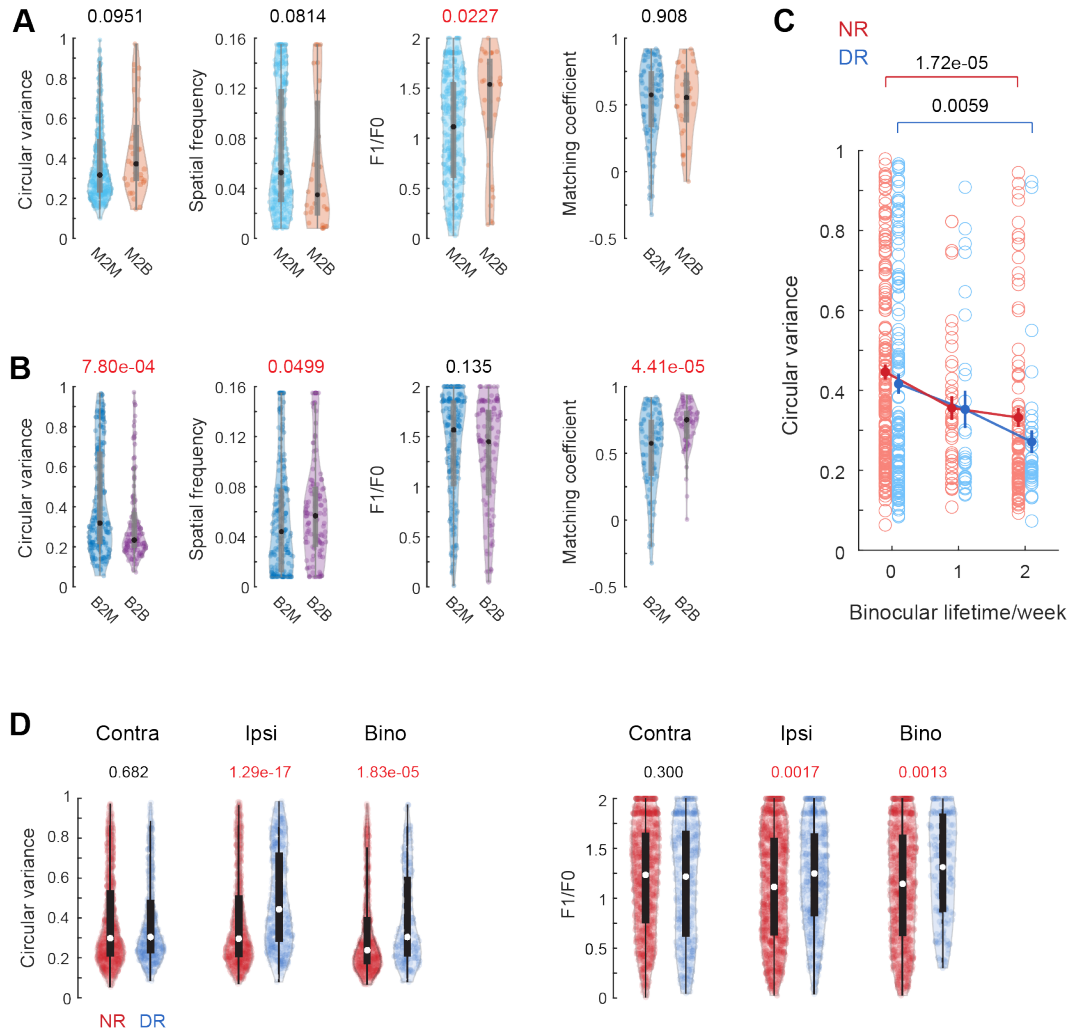 A
0.0951
0.0814
0.0227
0.908
C
NR
DR
1.72e-05
0.0059
Circular variance
1
0.8
0.6
0.4
0.2
0
M2M
M2B
Spatial frequency
0.16
0.12
0.08
0.04
0
M2M
M2B
F1/F0
2
1.5
1
0.5
0
M2M
M2B
Matching coefficient
1
0.5
0
-0.5
B2M
M2B
B
7.80e-04
0.0499
0.135
4.41e-05
Circular variance
1
0.8
0.6
0.4
0.2
0
B2M
B2B
Spatial frequency
0.16
0.12
0.08
0.04
0
B2M
B2B
F1/F0
2
1.5
1
0.5
0
B2M
B2B
Matching coefficient
1
0.5
0
-0.5
B2M
B2B
Circular variance
1
0.8
0.6
0.4
0.2
0
0
1
2
Binocular lifetime/week
D
Contra
Ipsi
Bino
0.682
1.29e-17
1.83e-05
Circular variance
1
0.8
0.6
0.4
0.2
0
NR
DR
Contra
Ipsi
Bino
0.300
0.0017
0.0013
F1/F0
2
1.5
1
0.5
0